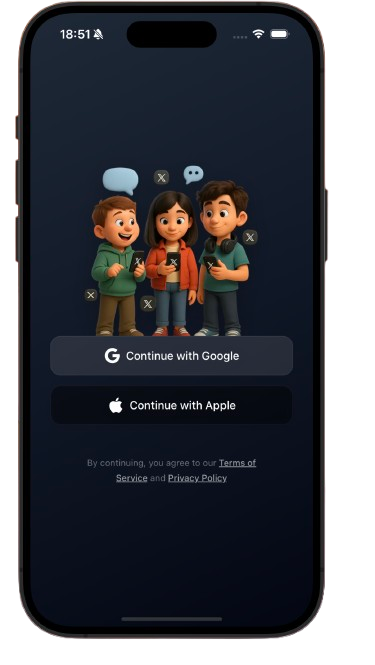 18:51
X
X
X
X
Continue with Google
Continue with Apple
By continuing, you agree to our Terms of
Service and Privacy Policy